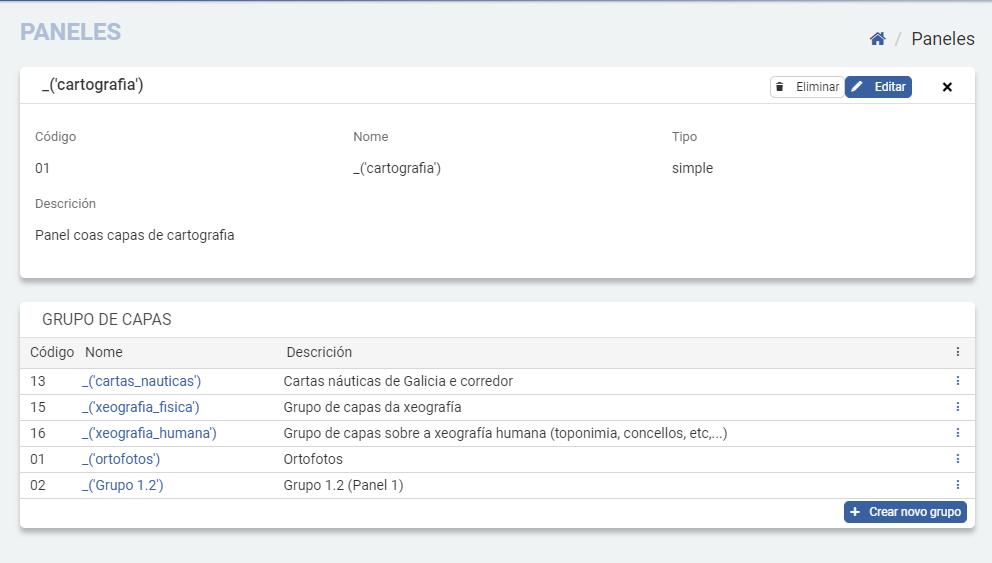 PANELES
/ Paneles
_('cartografia')
Eliminar Editar
Código Nome Tipo
01 _('cartografia') simple
Descrición
Panel coas capas de cartografia
GRUPO DE CAPAS
Código Nome Descrición
13 _('cartas_nauticas') Cartas náuticas de Galicia e corredor
15 _('xeografia_fisica') Grupo de capas da xeografía
16 _('xeografia_humana') Grupo de capas sobre a xeografía humana (toponimia, concellos, etc,...)
01 _('ortofotos') Ortofotos
02 _('Grupo 1.2') Grupo 1.2 (Panel 1)
+ Crear novo grupo